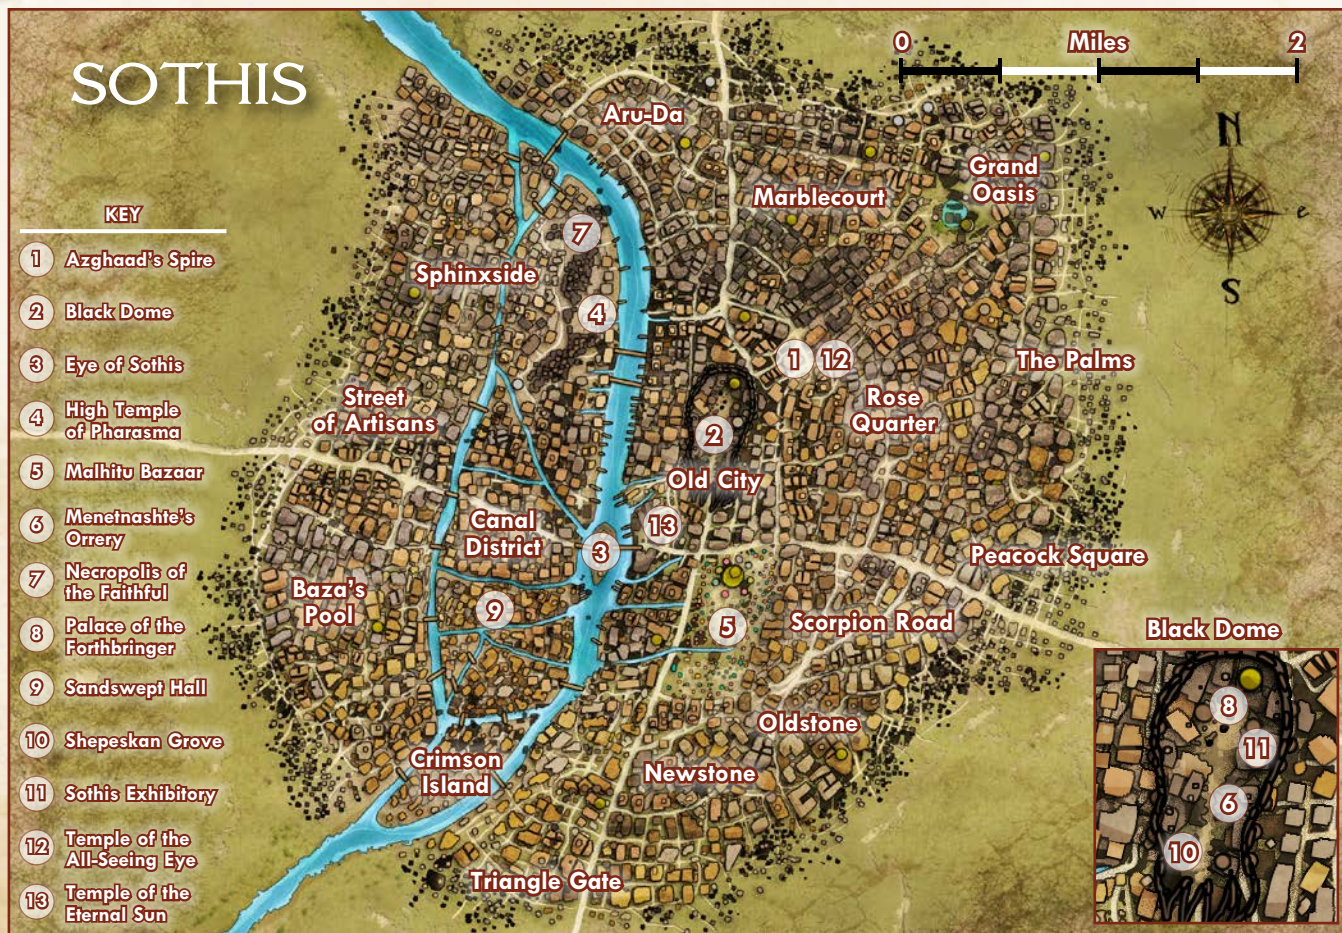 SOTHIS
0 Miles 2
N
W e
S
KEY
1 Azghaad's Spire
2 Black Dome
3 Eye of Sothis
4 High Temple
of Pharasma
5 Malhitu Bazaar
6 Menetnashte's
Orrery
7 Necropolis of
the Faithful
8 Palace of the
Forthbringer
9 Sandswept Hall
10 Shepeskan Grove
11 Sothis Exhibitory
12 Temple of the
All-Seeing Eye
13 Temple of the
Eternal Sun
Aru-Da
Marblecourt
Grand
Oasis
7
Sphinxside
4
1 12
The Palms
Street
of Artisans
Rose
Quarter
2
Old City
Canal
District
13
3
Peacock Square
Baza's
Pool
9
5
Scorpion Road
Oldstone
Crimson
Island
Newstone
Triangle Gate
Black Dome
8
11
6
10